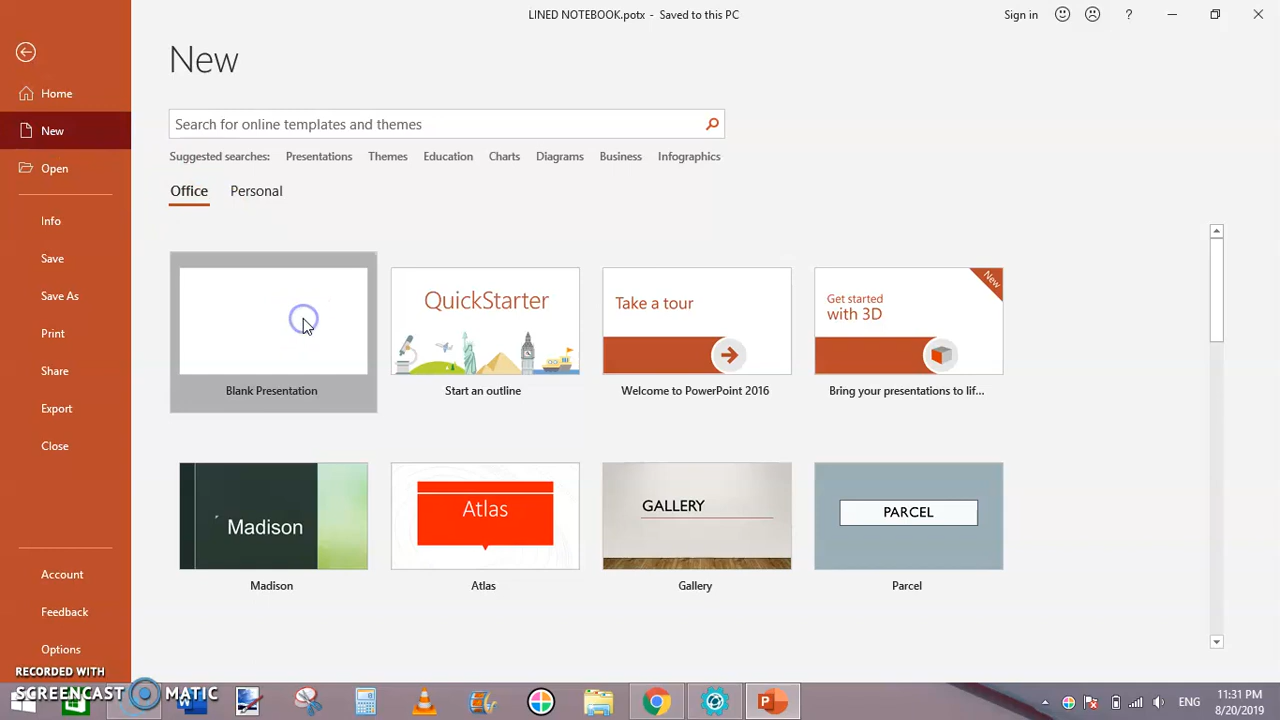 LINED NOTEBOOK.potx - Saved to this PC
Sign in
?
New
Home
New
Open
Info
Save
Save As
Print
Share
Export
Close
Account
Feedback
Options
Search for online templates and themes
Suggested searches: Presentations Themes Education Charts Diagrams Business Infographics
Office Personal
Blank Presentation
QuickStarter
Start an outline
Take a tour
Welcome to PowerPoint 2016
New
Get started
with 3D
Bring your presentations to lif...
Madison
Madison
Atlas
Atlas
GALLERY
Gallery
PARCEL
Parcel
RECORDED WITH
SCREENCAST MATIC
ENG
11:31 PM
8/20/2019